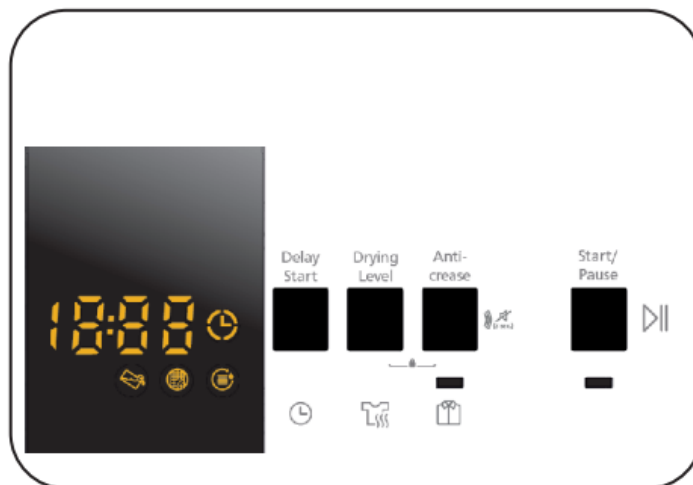 Delay
Start
Drying
Level
Anti-
crease
Start/
Pause
18:88